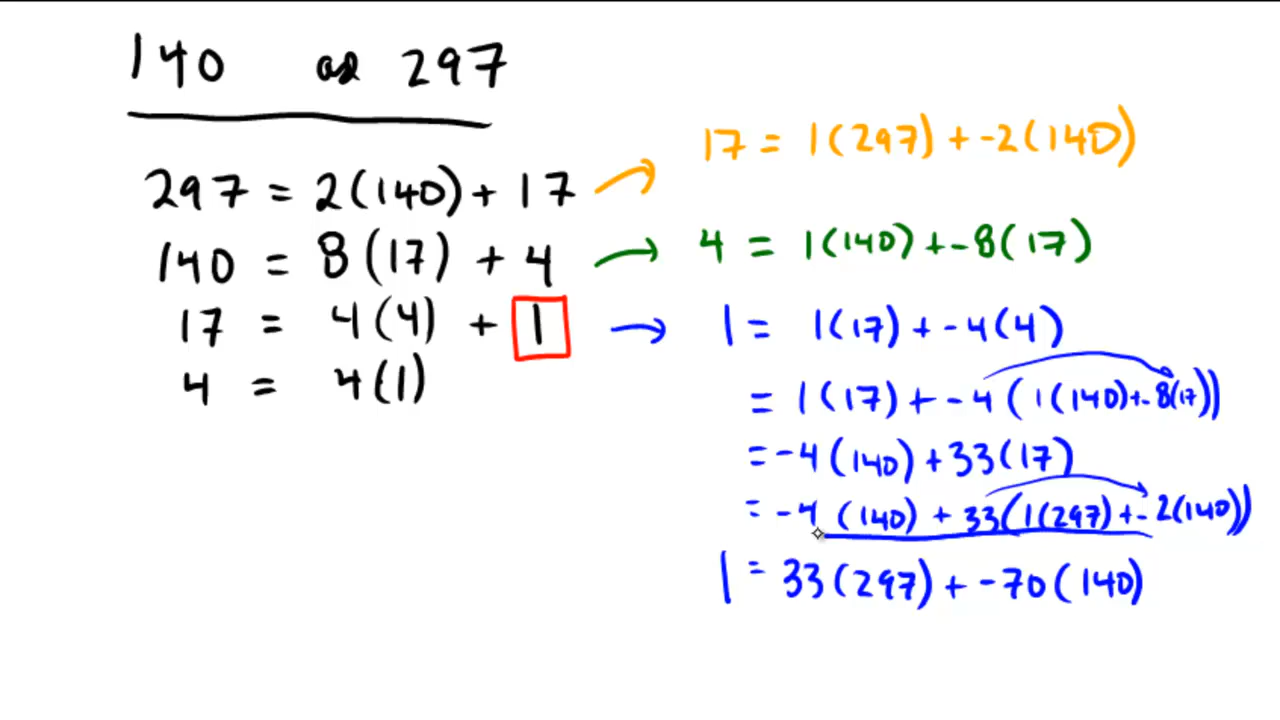 140 297
297 = 2(140) + 17
140 = 8(17) + 4
17 = 4(4) + 1
4 = 4(1)
17 = 1(297) + -2(140)
4 = 1(140) + -8(17)
1 = 1(17) + -4(4)
= 1(17) + -4(1(140) + -8(17))
= -4(140) + 33(17)
= -4(140) + 33(1(297) + -2(140))
1 = 33(297) + -70(140)